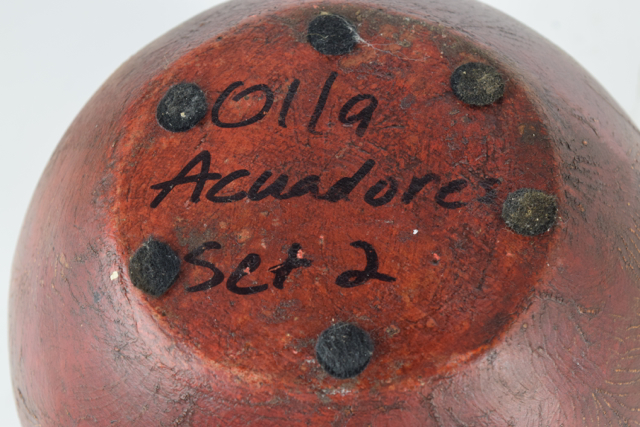 Olla
Acuadores
Set 2